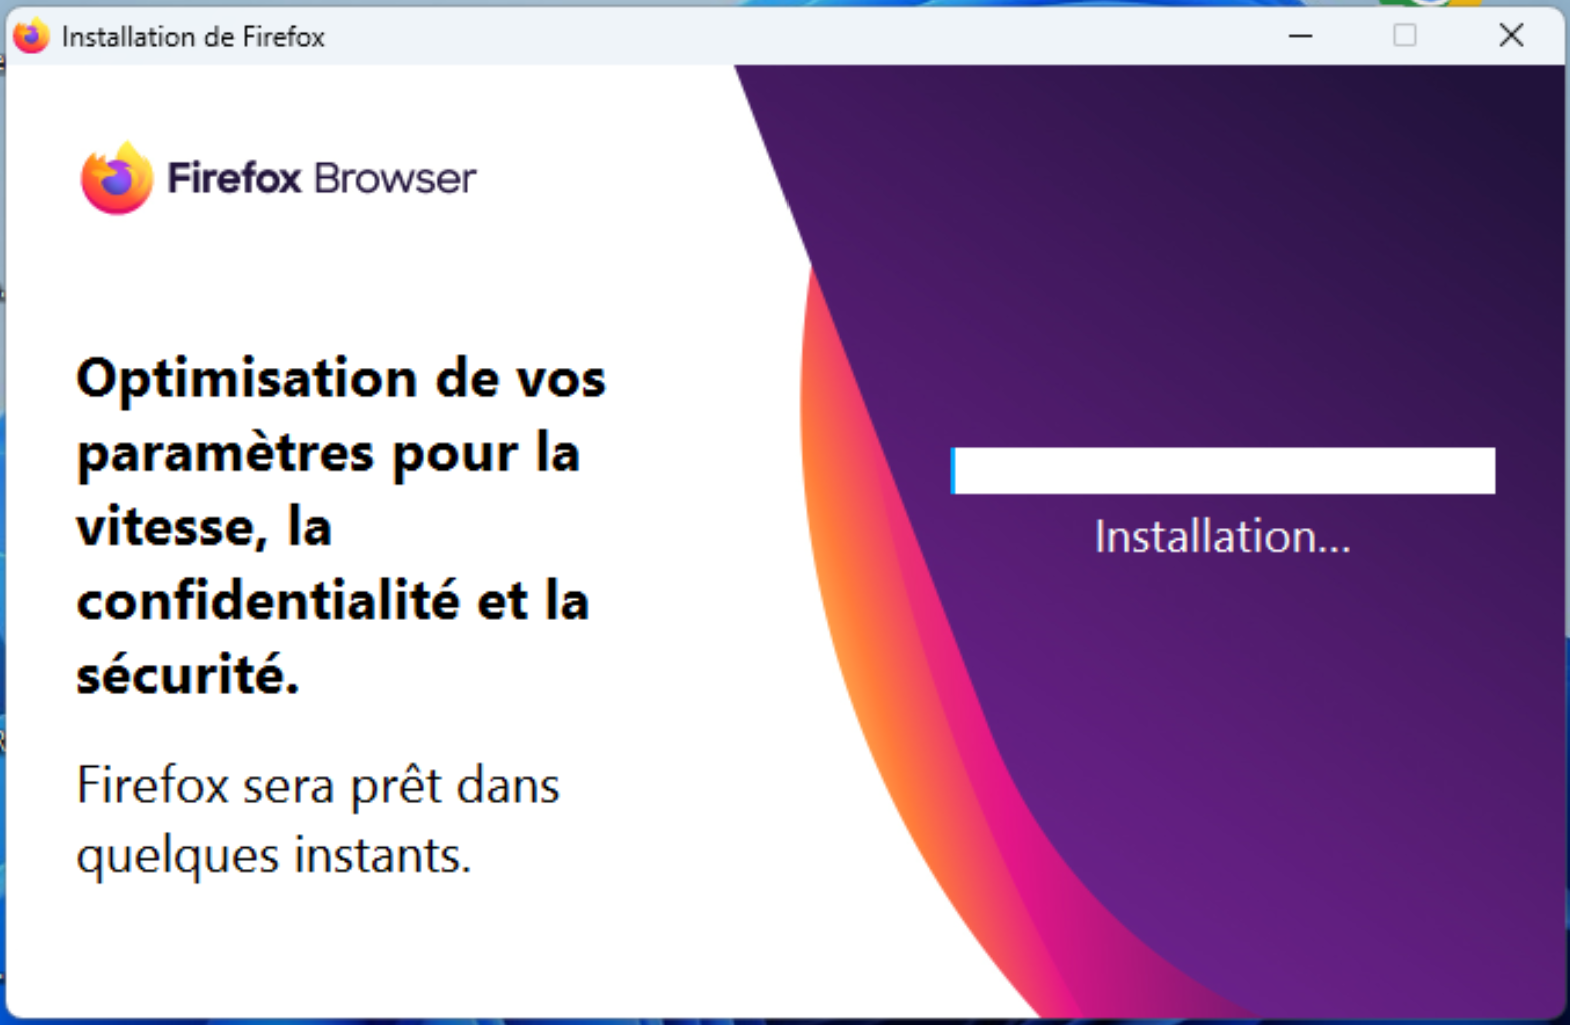 Installation de Firefox
Firefox Browser
Optimisation de vos
paramètres pour la
vitesse, la
confidentialité et la
sécurité.
Firefox sera prêt dans
quelques instants.
Installation...